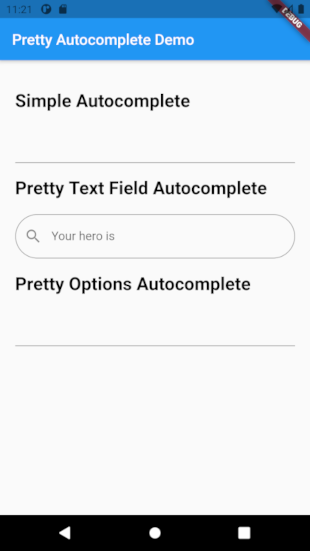 11:21
DEBUG
Pretty Autocomplete Demo
Simple Autocomplete
Pretty Text Field Autocomplete
Your hero is
Pretty Options Autocomplete